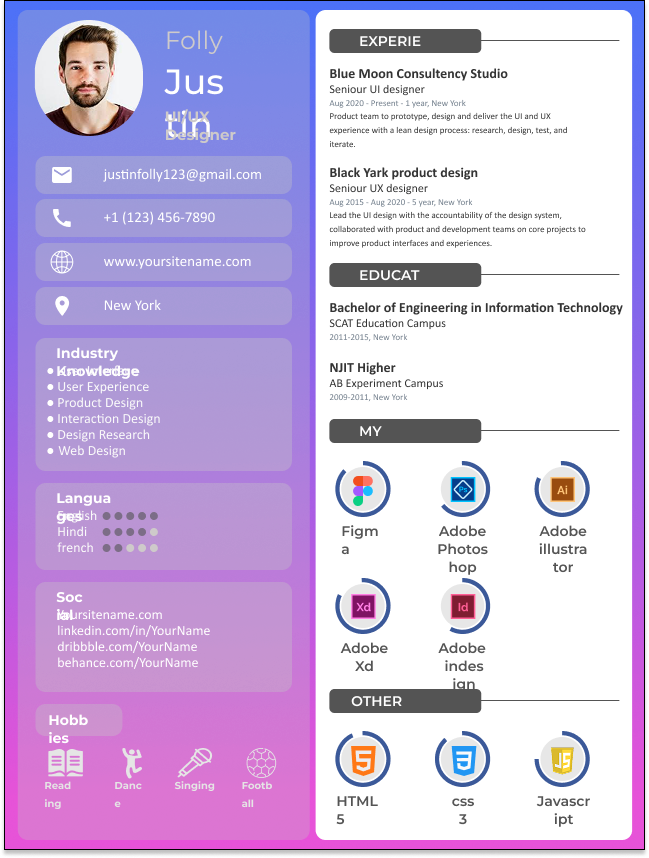 Folly
Jus
tin
UI/UX
Designer
justinfolly123@gmail.com
+1 (123) 456-7890
www.yoursitename.com
New York
Industry
Knowledge
• User Experience
• Product Design
• Interaction Design
• Design Research
• Web Design
Langua
ges
English
Hindi
french
Soc
ial
Yoursitename.com
linkedin.com/in/YourName
dribbble.com/YourName
behance.com/YourName
Hobb
ies
Read
ing
Danc
e
Singing
Footb
all
EXPERIE
Blue Moon Consultency Studio
Seniour UI designer
Aug 2020 - Present - 1 year, New York
Product team to prototype, design and deliver the UI and UX
experience with a lean design process: research, design, test, and
iterate.
Black Yark product design
Seniour UX designer
Aug 2015 - Aug 2020 - 5 year, New York
Lead the UI design with the accountability of the design system,
collaborated with product and development teams on core projects to
improve product interfaces and experiences.
EDUCAT
Bachelor of Engineering in Information Technology
SCAT Education Campus
2011-2015, New York
NJIT Higher
AB Experiment Campus
2009-2011, New York
MY
Ps
Ai
Figm
a
Adobe
Photos
hop
Adobe
illustra
tor
Xd
Id
Adobe
Xd
Adobe
indes
ign
OTHER
5
3
JS
HTML
5
css
3
Javascr
ipt